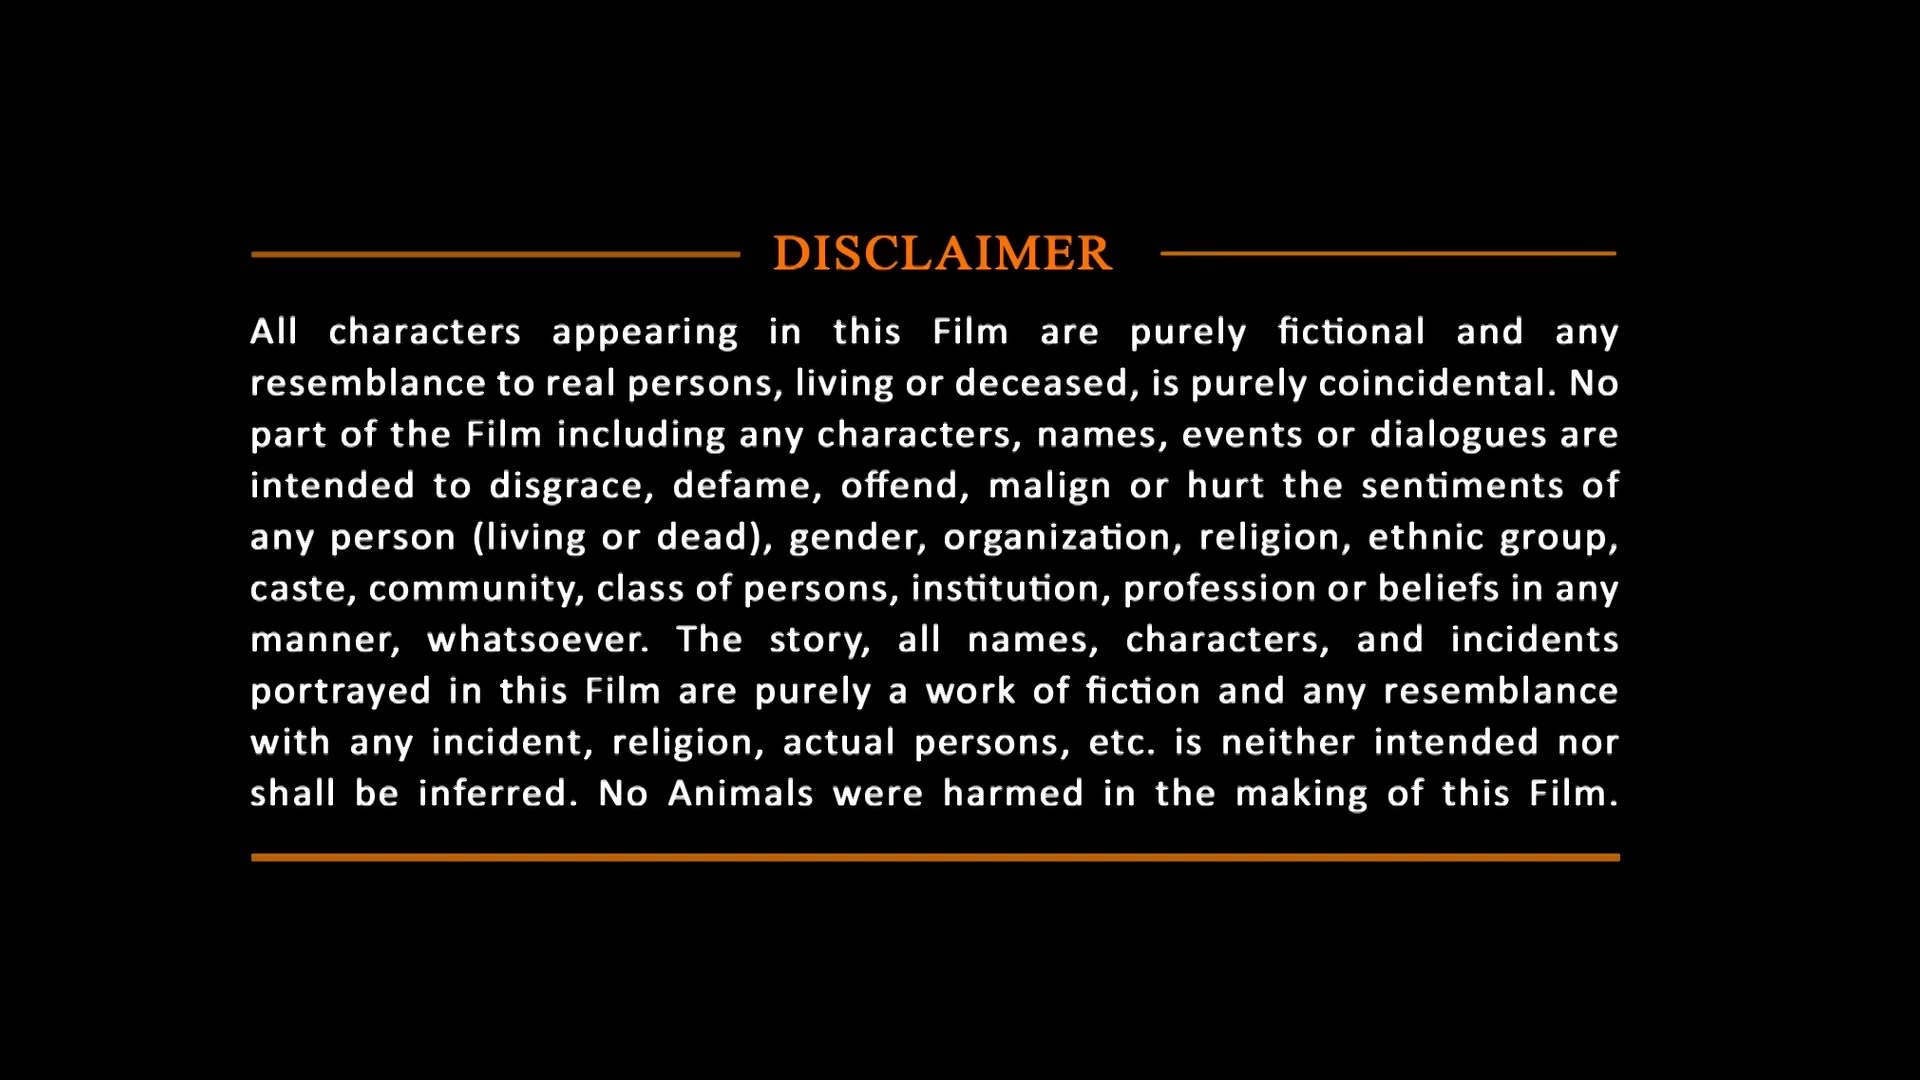 DISCLAIMER
All characters appearing in this Film are purely fictional and any
resemblance to real persons, living or deceased, is purely coincidental. No
part of the Film including any characters, names, events or dialogues are
intended to disgrace, defame, offend, malign or hurt the sentiments of
any person (living or dead), gender, organization, religion, ethnic group,
caste, community, class of persons, institution, profession or beliefs in any
manner, whatsoever. The story, all names, characters, and incidents
portrayed in this Film are purely a work of fiction and any resemblance
with any incident, religion, actual persons, etc. is neither intended nor
shall be inferred. No Animals were harmed in the making of this Film.